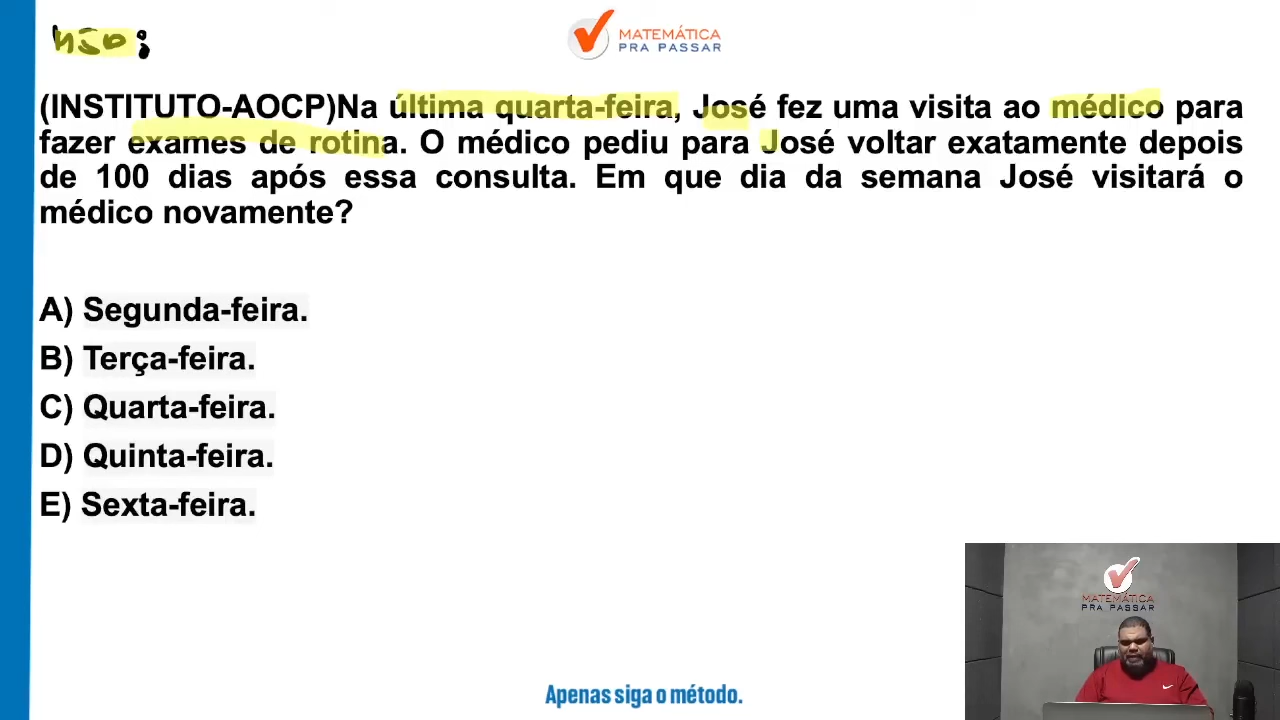 não:
MATEMÁTICA
PRA PASSAR
(INSTITUTO-AOCP)Na última quarta-feira, José fez uma visita ao médico para
fazer exames de rotina. O médico pediu para José voltar exatamente depois
de 100 dias após essa consulta. Em que dia da semana José visitará o
médico novamente?
A) Segunda-feira.
B) Terça-feira.
C) Quarta-feira.
D) Quinta-feira.
E) Sexta-feira.
MATEMÁTICA
PRA PASSAR
Apenas siga o método.